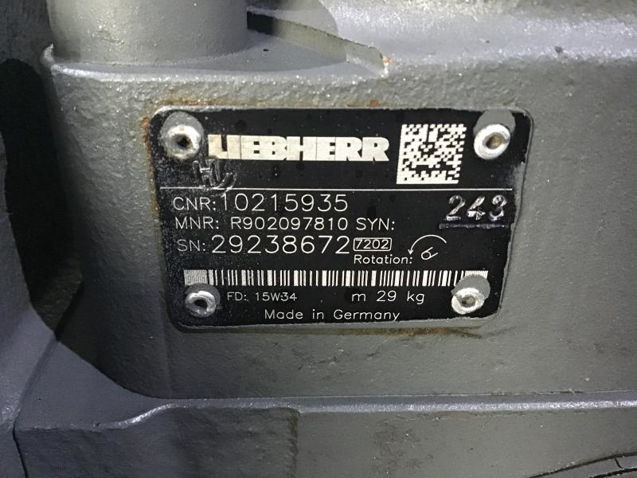 LIEBHERR
CNR: 10215935
MNR: R902097810 SYN: 243
SN: 29238672 7202
Rotation:
FD: 15W34 m 29 kg
Made in Germany